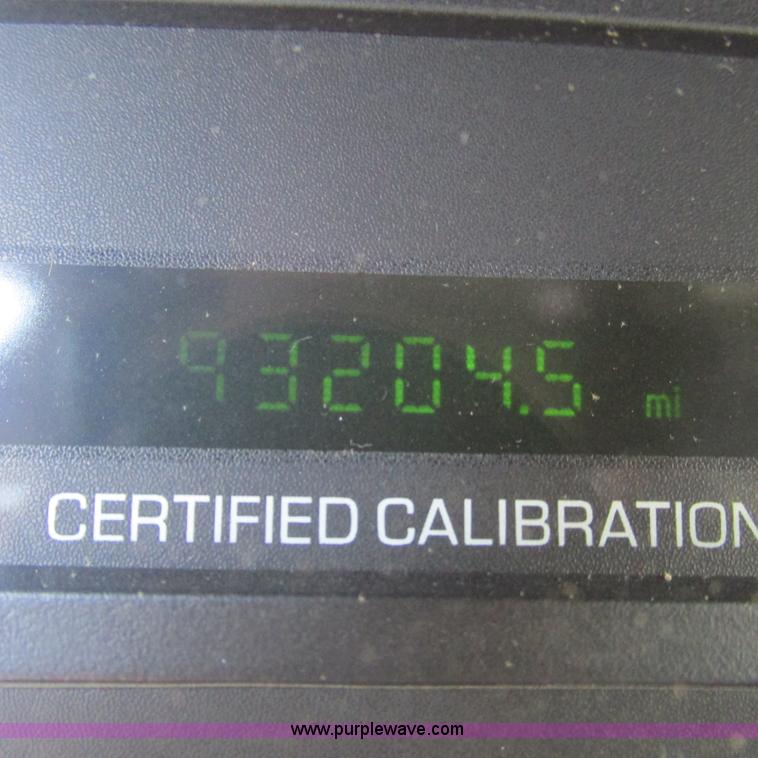 93204.5 mi
CERTIFIED CALIBRATION
www.purplewave.com